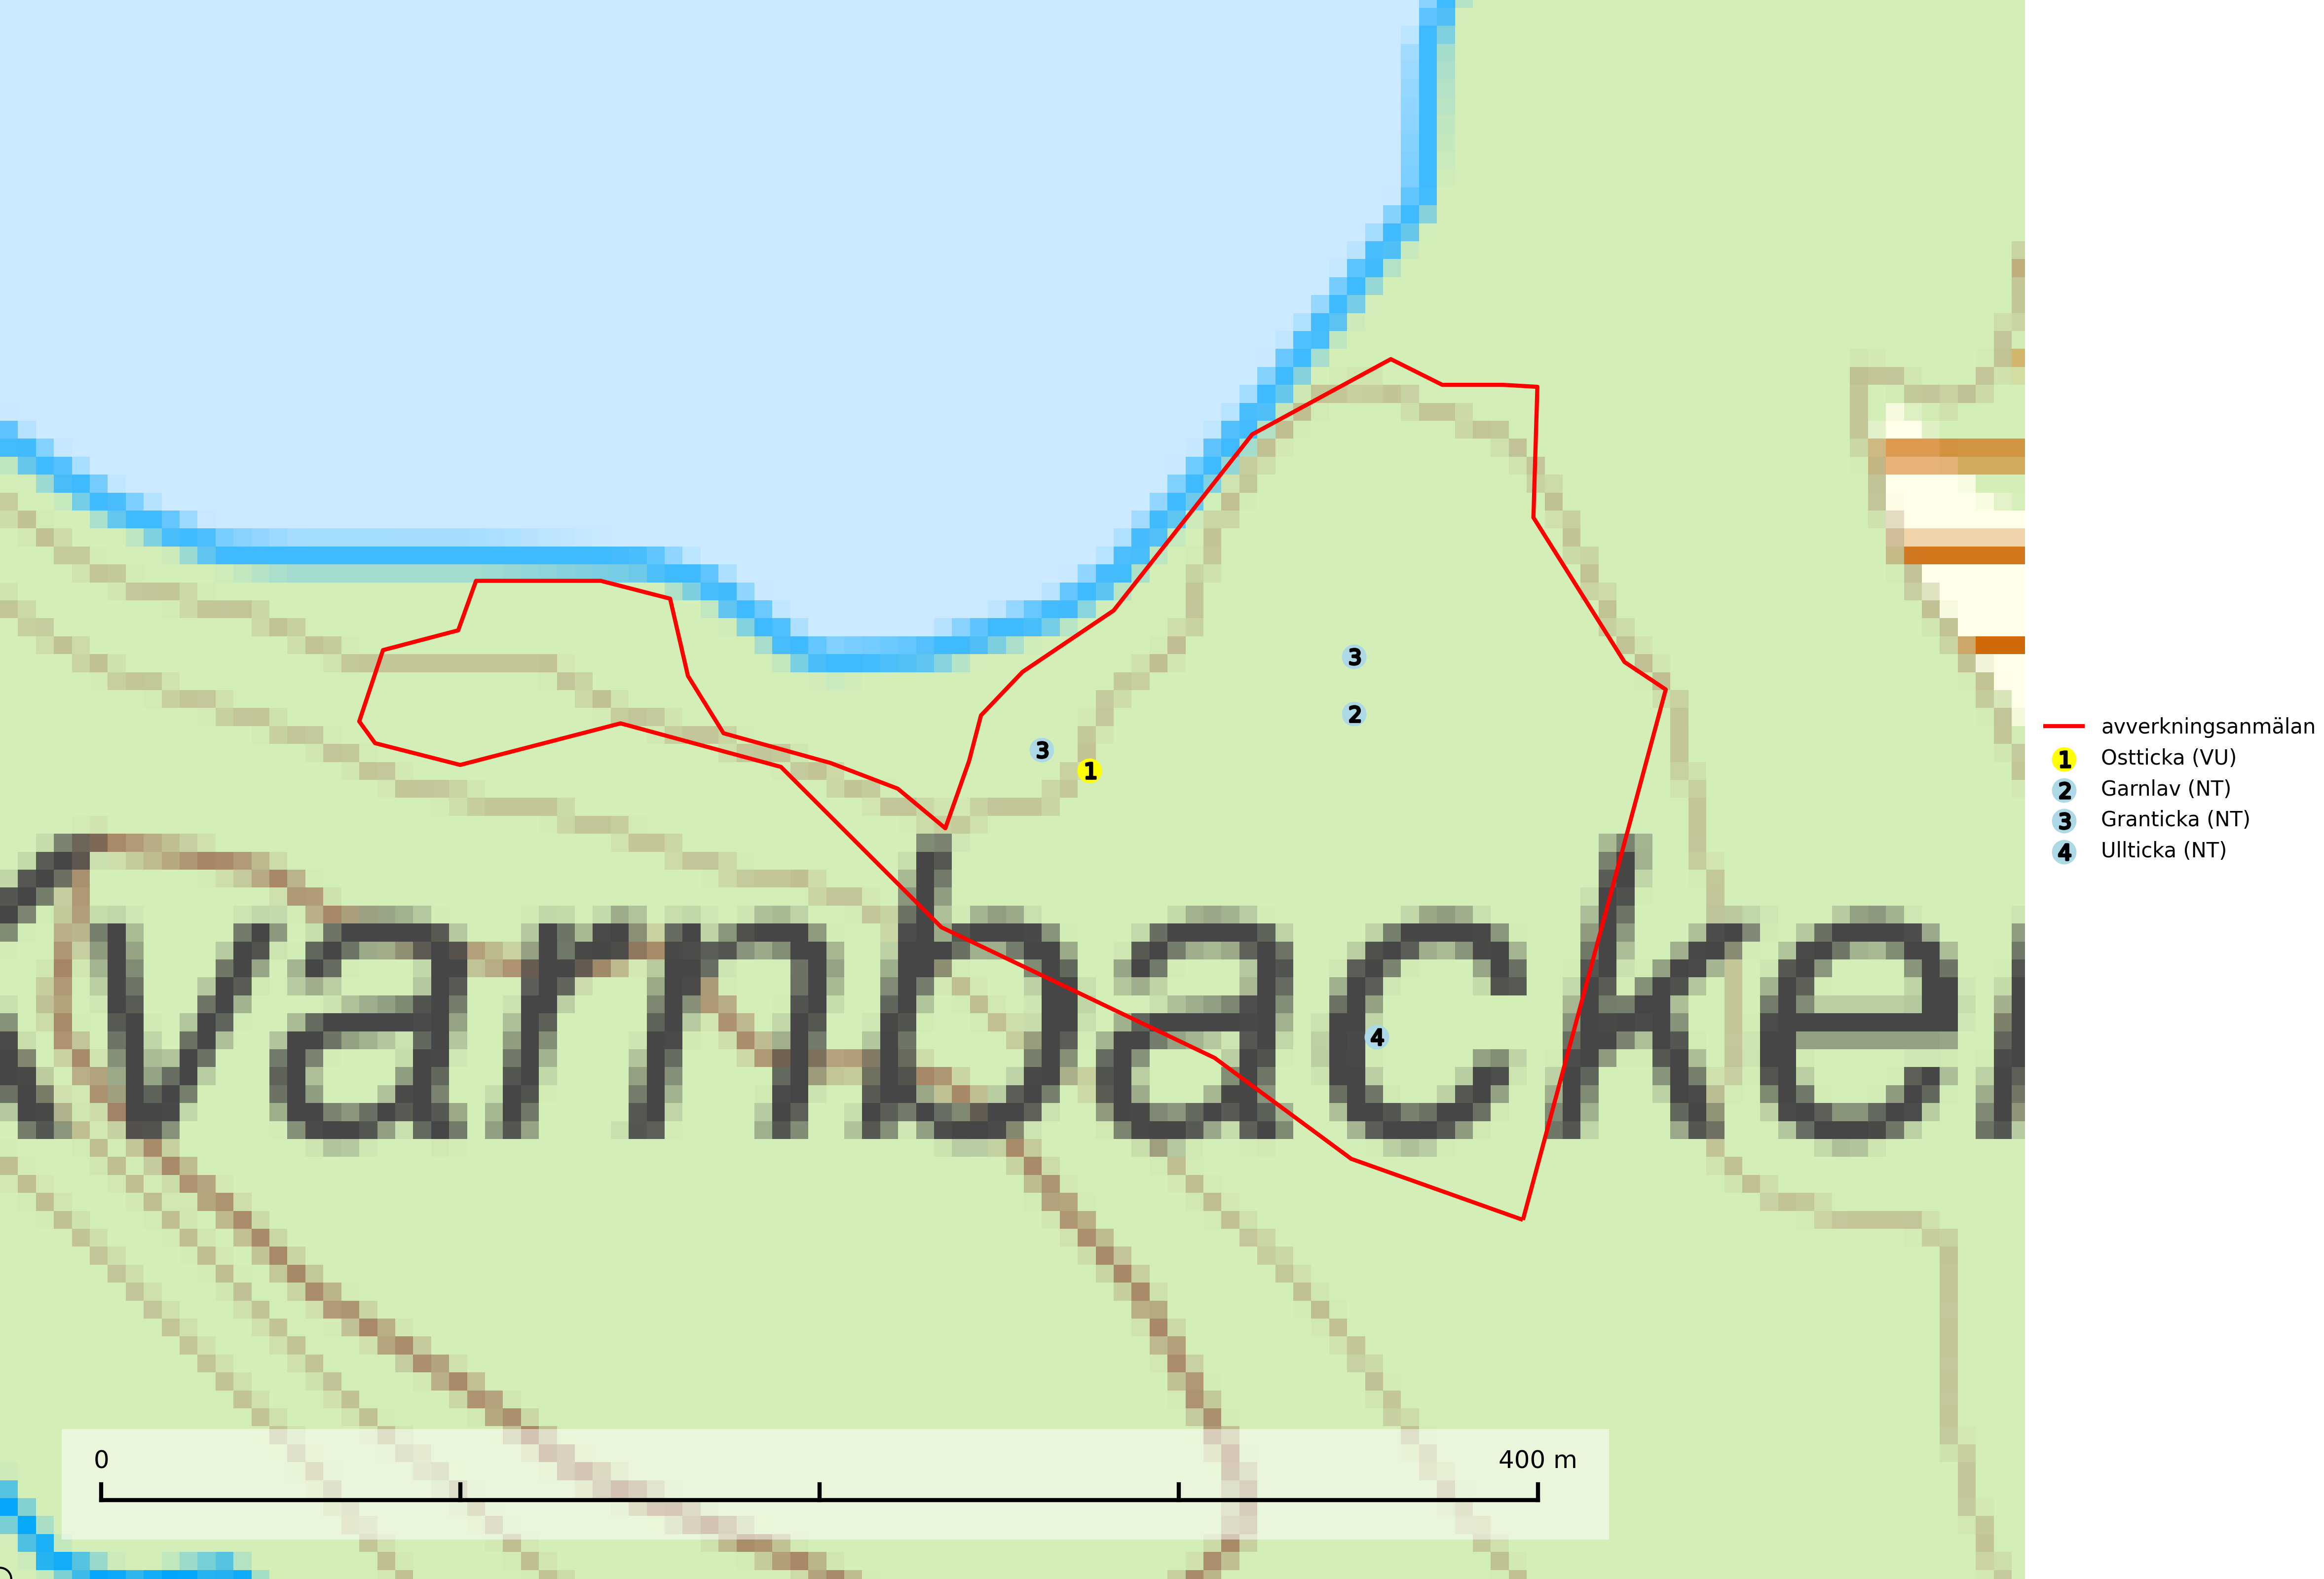 3
2
3
1
varnbacken
4
0 400 m
avverkningsanmälan
1 Ostticka (VU)
2 Garnlav (NT)
3 Granticka (NT)
4 Ullticka (NT)